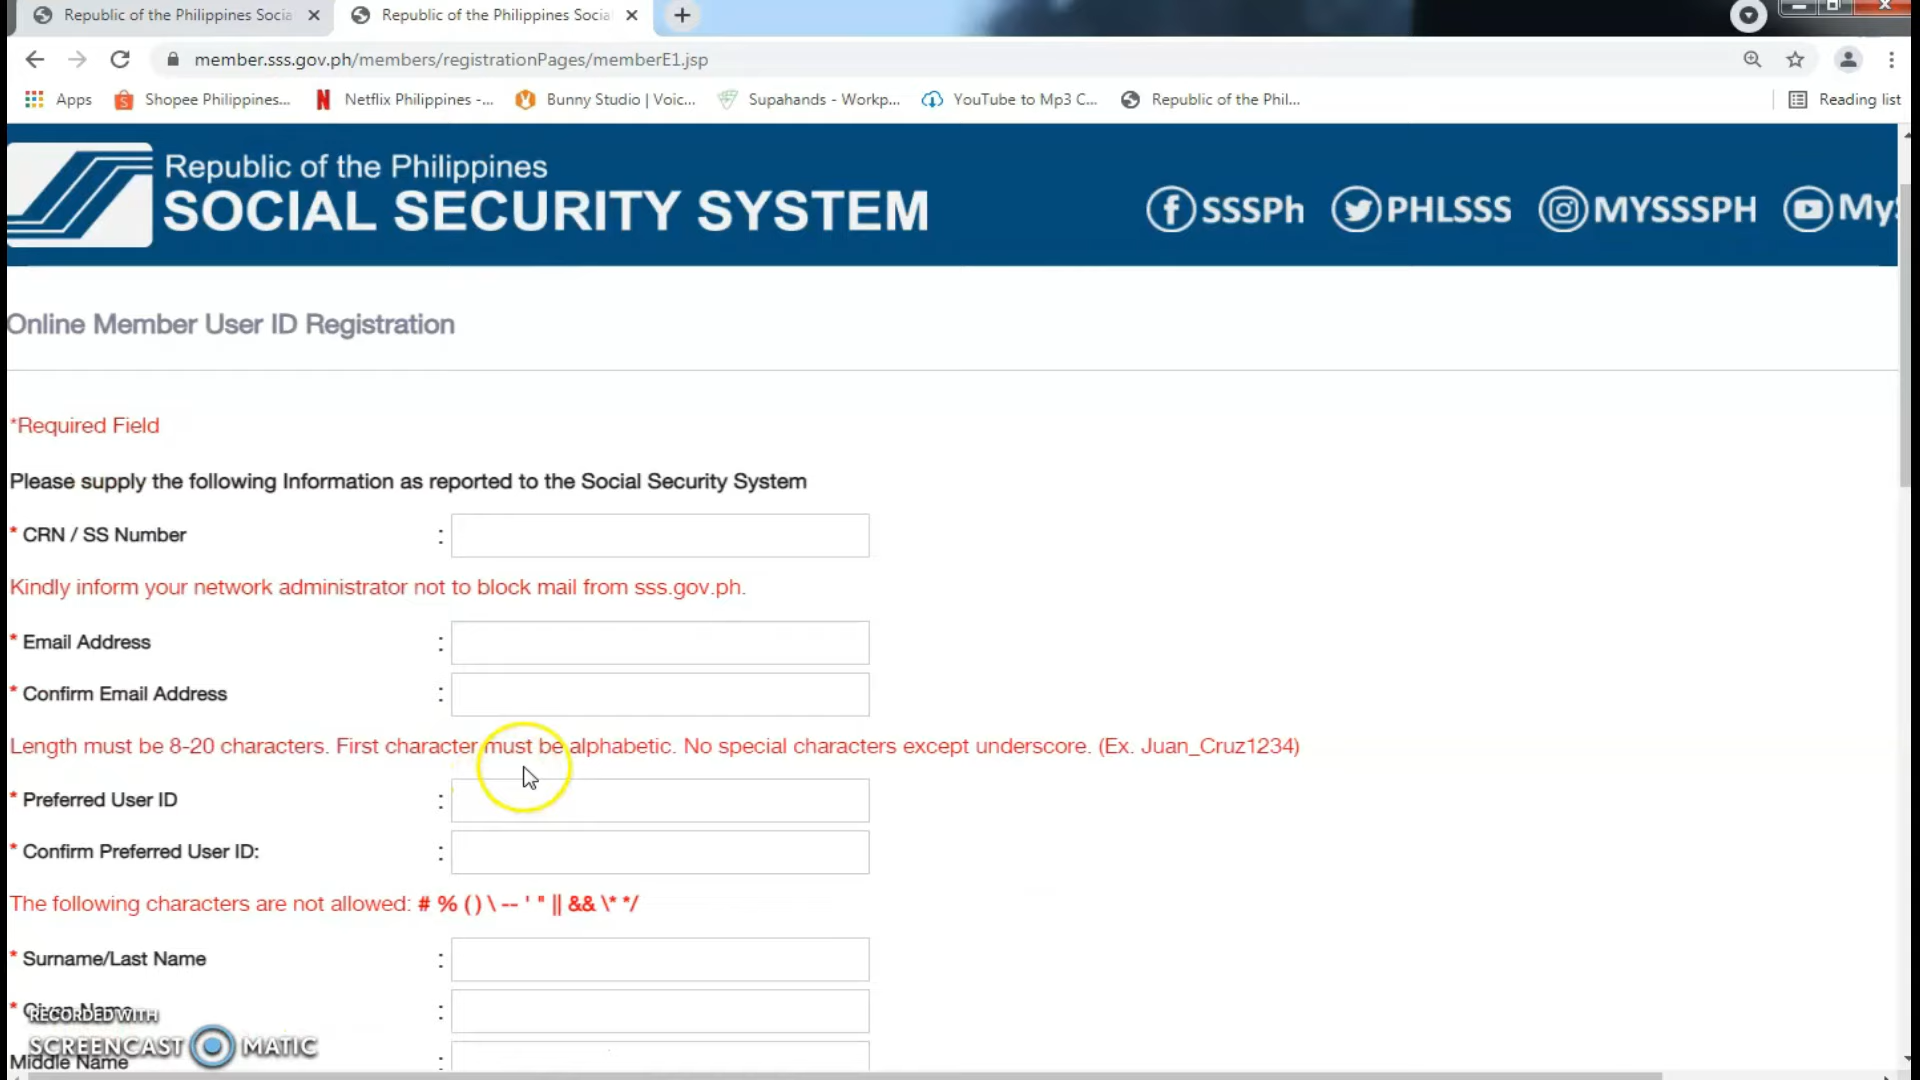 Republic of the Philippines Socia
Republic of the Philippines Social
member.sss.gov.ph/members/registrationPages/memberE1.jsp
Apps
Shopee Philippines...
Netflix Philippines -...
Bunny Studio | Voic...
Supahands - Workp...
YouTube to Mp3 C...
Republic of the Phil...
Reading list
Republic of the Philippines
SOCIAL SECURITY SYSTEM
SSSPh
PHLSSS
MYSSSPH
MyS
Online Member User ID Registration
*Required Field
Please supply the following Information as reported to the Social Security System
* CRN / SS Number :
Kindly inform your network administrator not to block mail from sss.gov.ph.
* Email Address :
* Confirm Email Address :
Length must be 8-20 characters. First character must be alphabetic. No special characters except underscore. (Ex. Juan_Cruz1234)
* Preferred User ID :
* Confirm Preferred User ID: :
The following characters are not allowed: # % ( ) \ -- ' " || && \* */
* Surname/Last Name :
* Given Name :
RECORDED WITH
SCREENCAST MATIC
Middle Name :